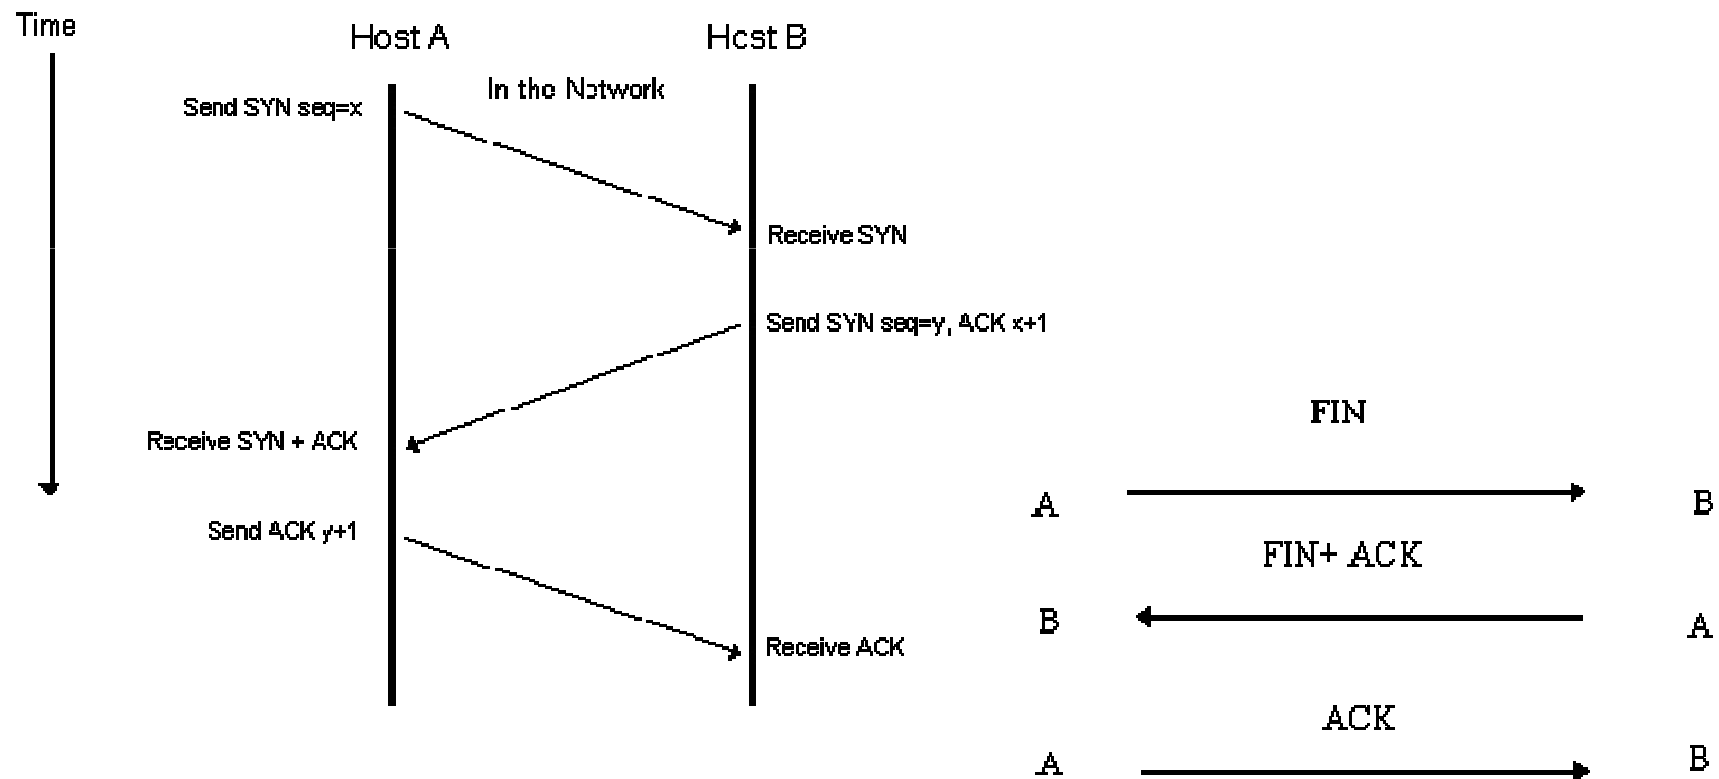 Time
Host A
Host B
In the Network
Send SYN seq=x
Receive SYN
Send SYN seq=y, ACK x+1
Receive SYN + ACK
Send ACK y+1
Receive ACK
FIN
A
B
FIN+ ACK
B
A
ACK
A
B